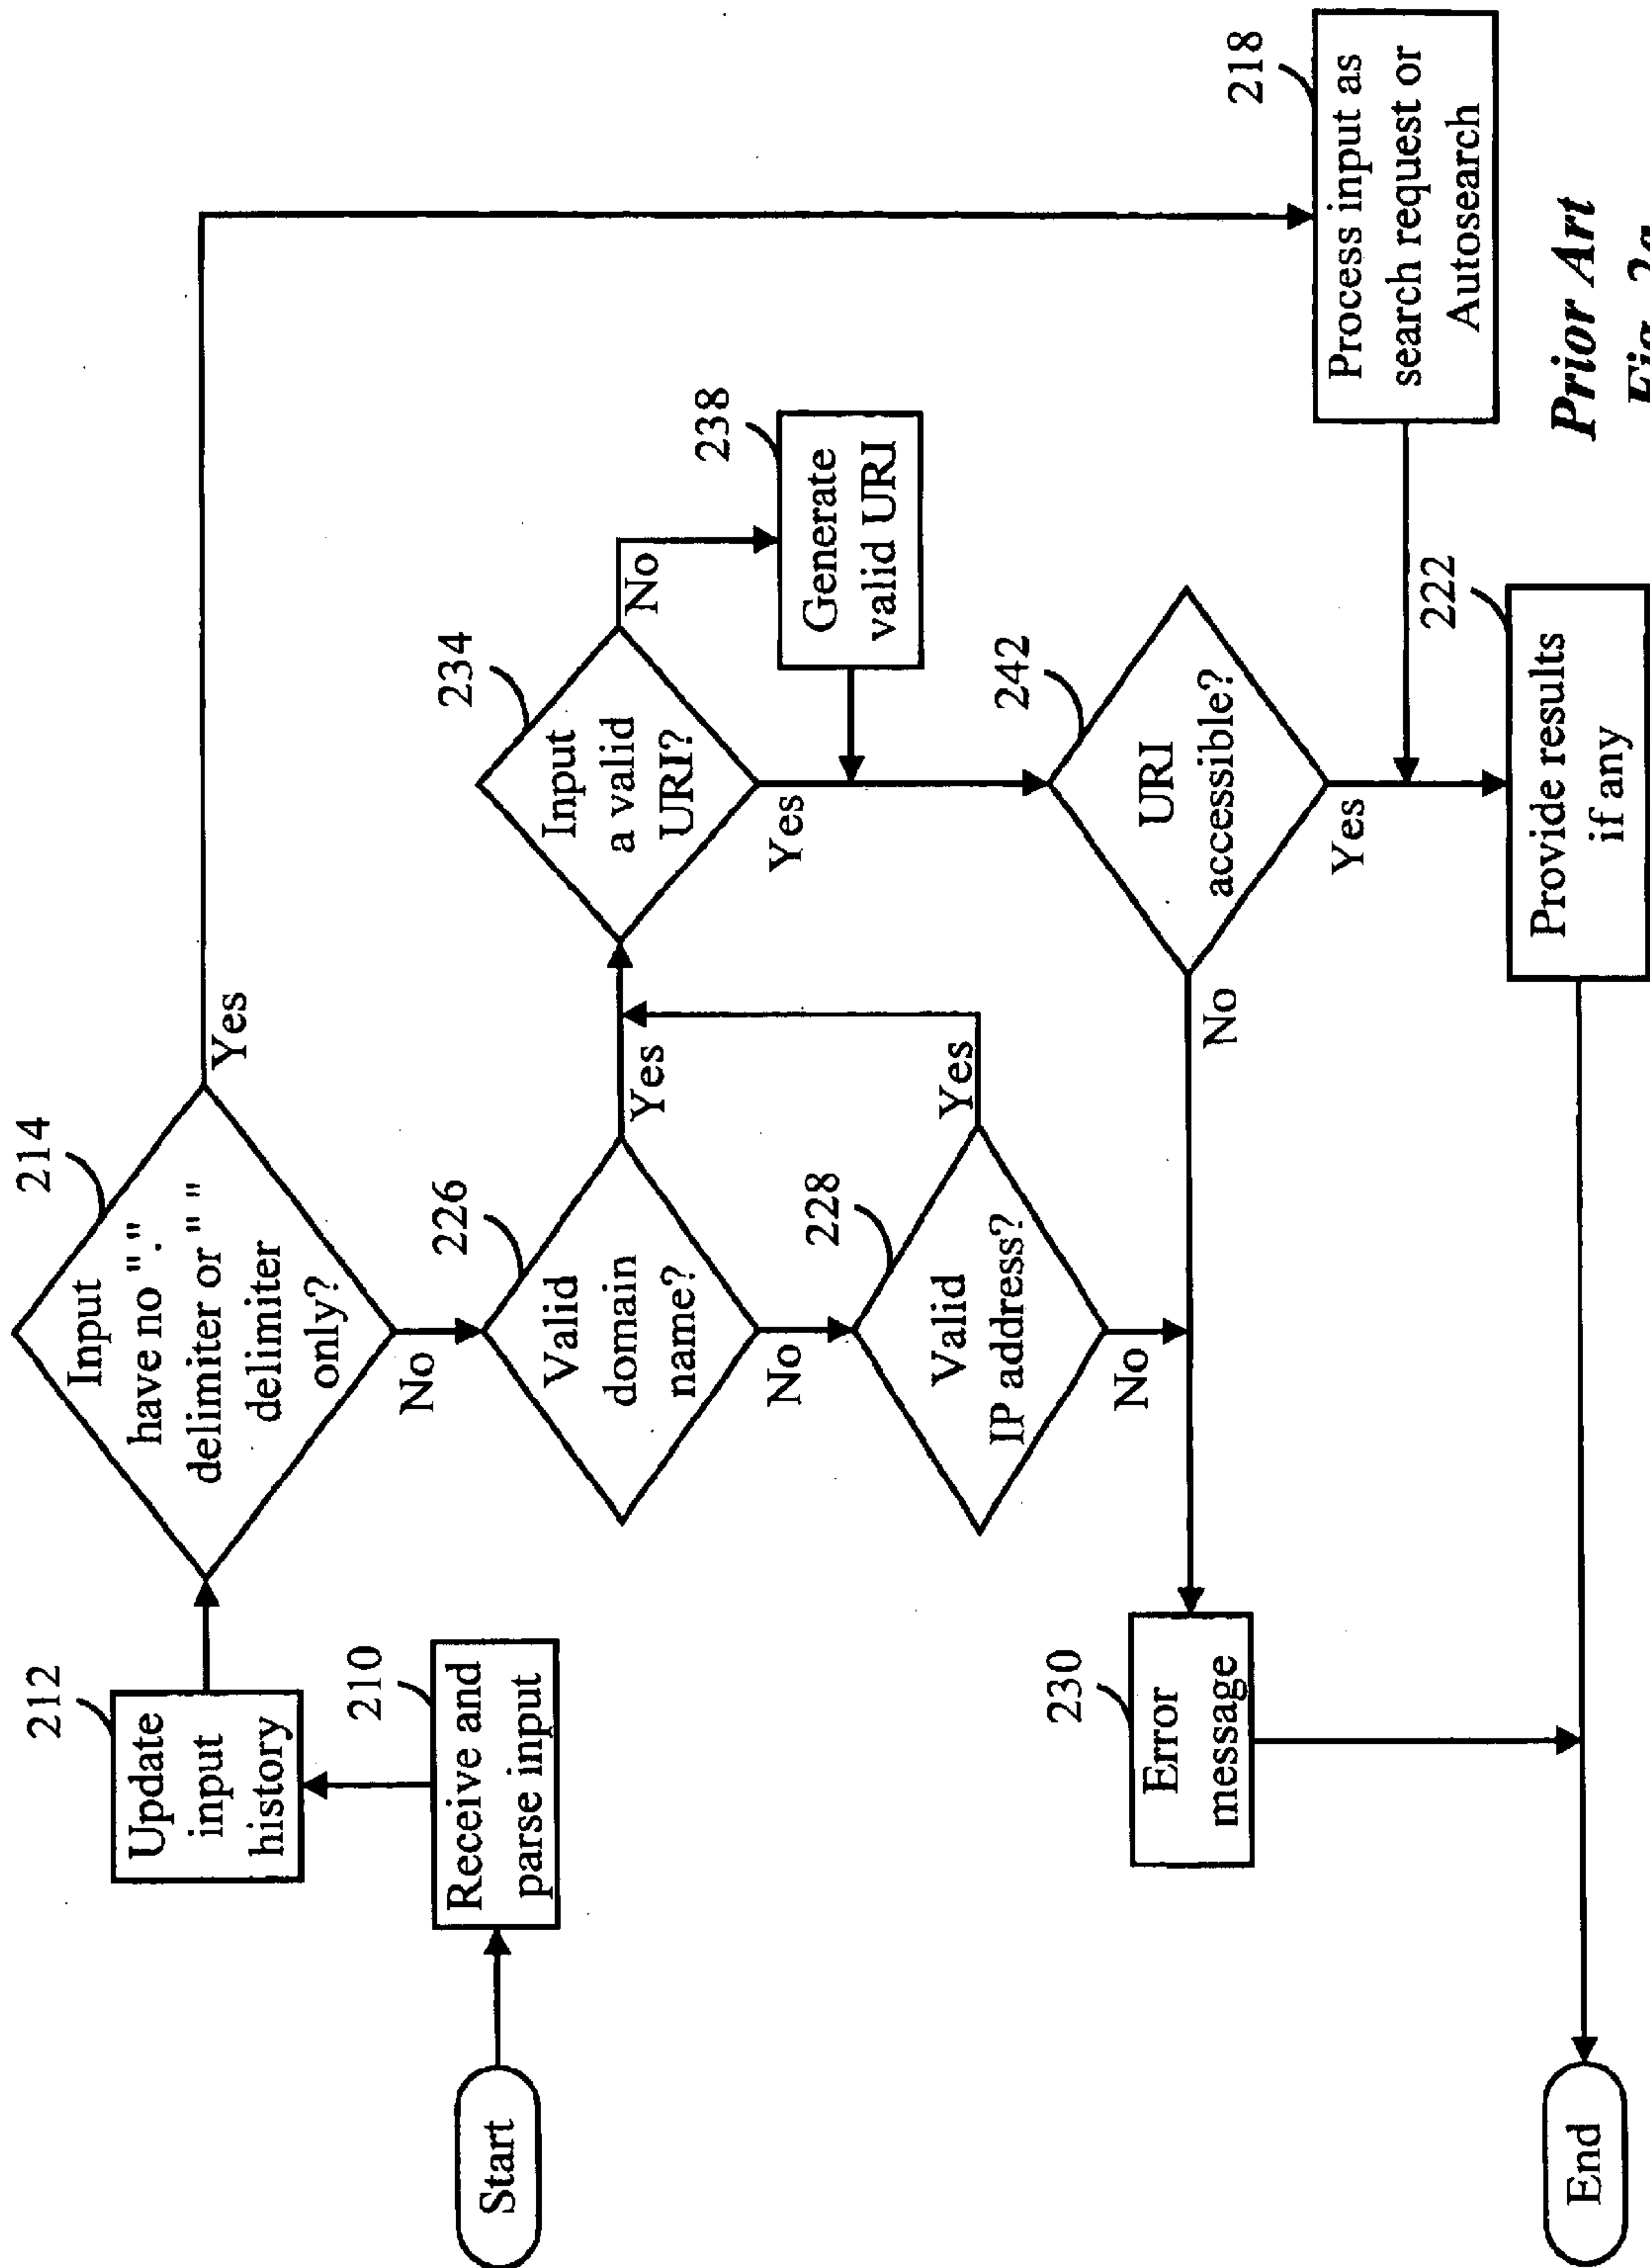 214
Input
have no "."
delimiter or " "
delimiter
only?
Yes
No
212
Update
input
history
210
Receive and
parse input
Start
226
Valid
domain
name?
Yes
No
228
Valid
IP address?
Yes
No
234
Input
a valid
URI?
No
Yes
238
Generate
valid URI
242
URI
accessible?
No
Yes
230
Error
message
218
Process input as
search request or
Autosearch
222
Provide results
if any
End
Prior Art
Fig. 2a